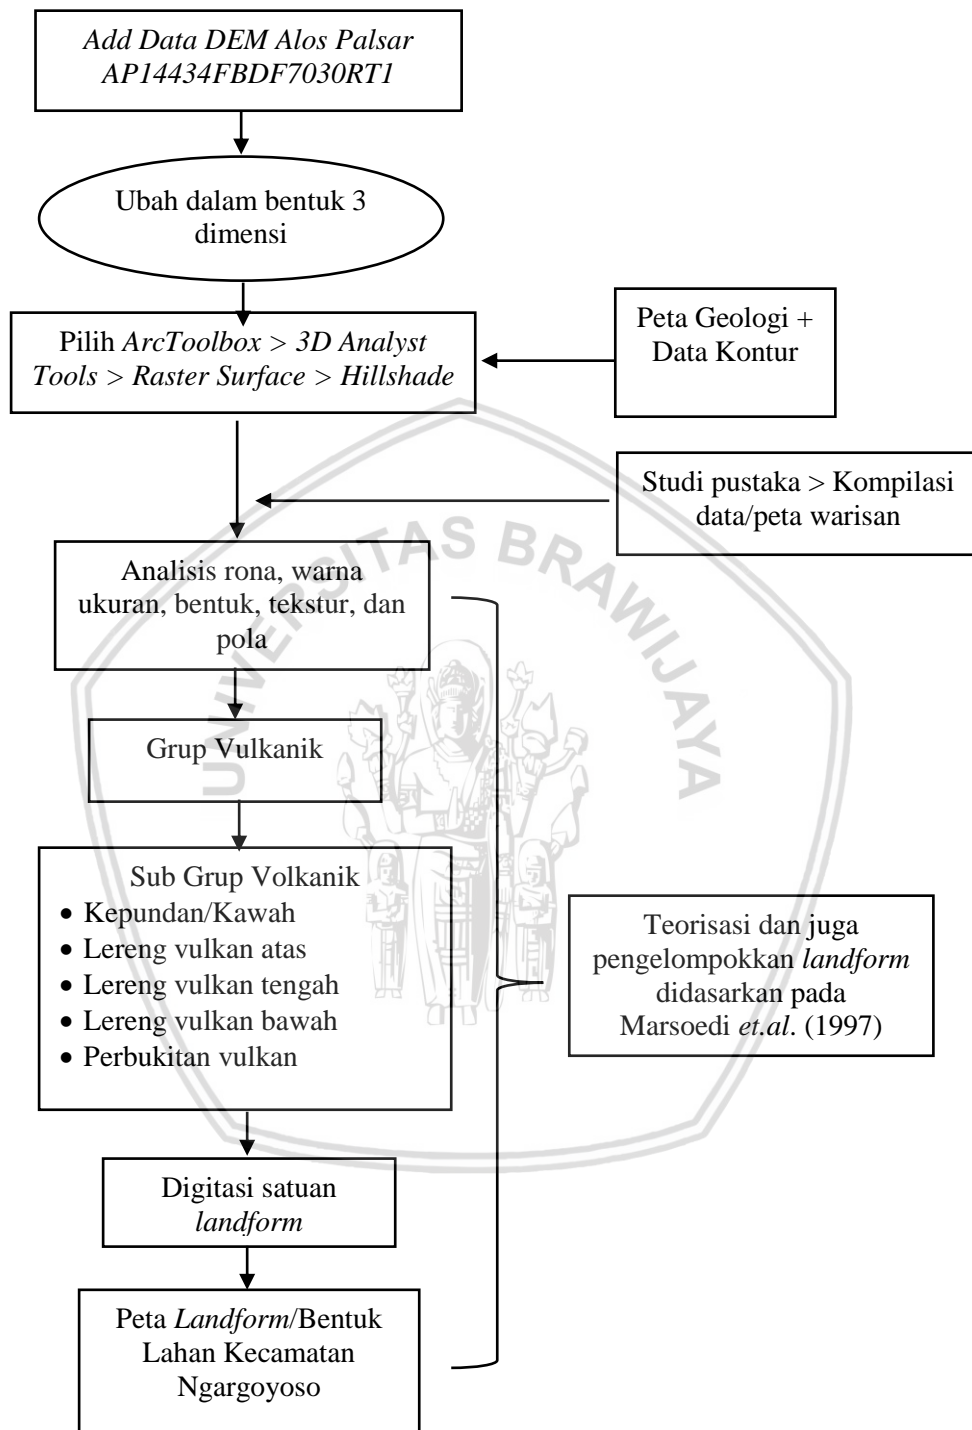 Add Data DEM Alos Palsar
AP14434FBDF7030RT1
Ubah dalam bentuk 3
dimensi
Pilih ArcToolbox > 3D Analyst
Tools > Raster Surface > Hillshade
Peta Geologi +
Data Kontur
Studi pustaka > Kompilasi
data/peta warisan
Analisis rona, warna
ukuran, bentuk, tekstur, dan
pola
Grup Vulkanik
Sub Grup Volkanik
• Kepundan/Kawah
• Lereng vulkan atas
• Lereng vulkan tengah
• Lereng vulkan bawah
• Perbukitan vulkan
Teorisasi dan juga
pengelompokkan landform
didasarkan pada
Marsoedi et.al. (1997)
Digitasi satuan
landform
Peta Landform/Bentuk
Lahan Kecamatan
Ngargoyoso
UNIVERSITAS BRAWIJAYA